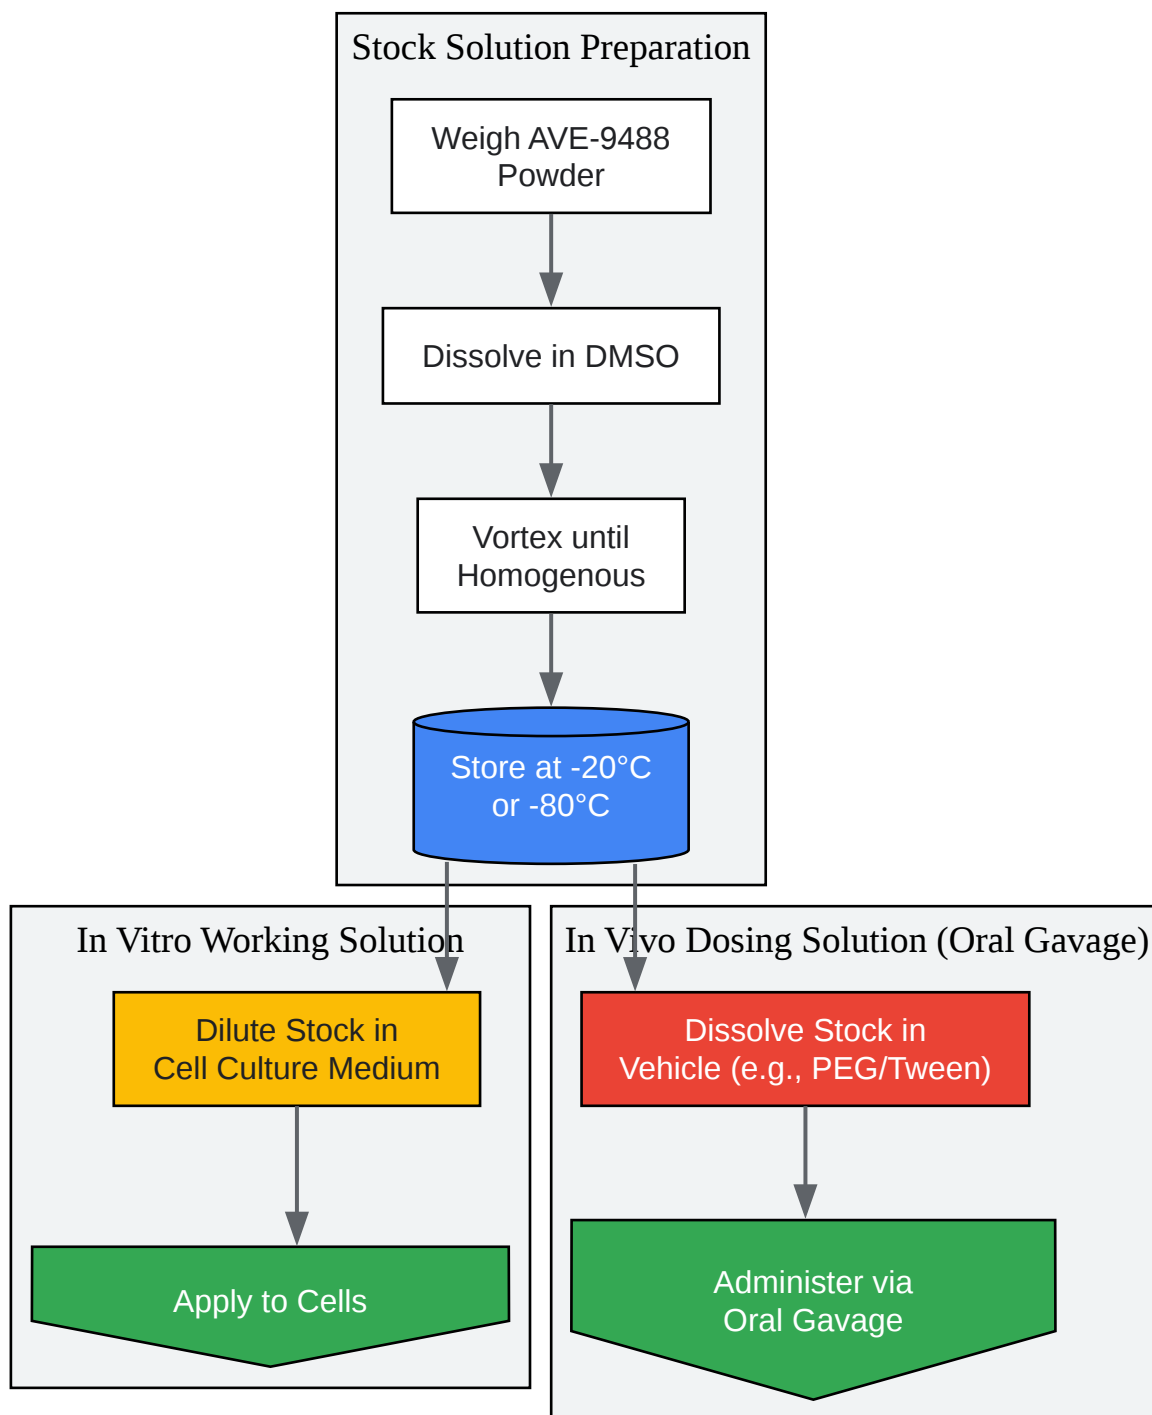 Stock Solution Preparation
Weigh AVE-9488
Powder
Dissolve in DMSO
Vortex until
Homogenous
Store at -20°C
or -80°C
In Vitro Working Solution
Dilute Stock in
Cell Culture Medium
Apply to Cells
In Vivo Dosing Solution (Oral Gavage)
Dissolve Stock in
Vehicle (e.g., PEG/Tween)
Administer via
Oral Gavage